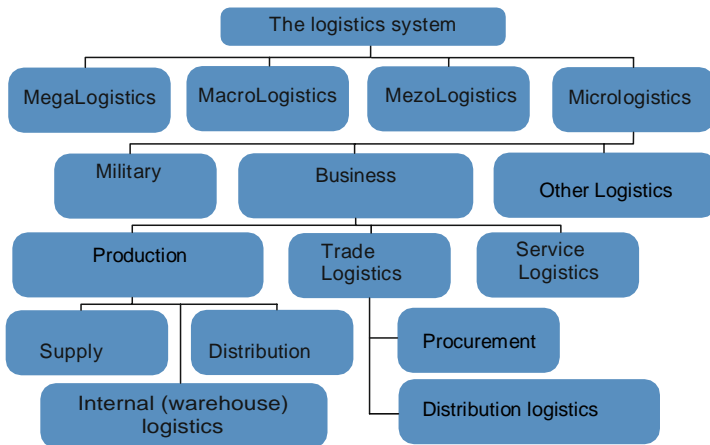 The logistics system
MegaLogistics
MacroLogistics
MezoLogistics
Micrologistics
Military
Business
Other Logistics
Production
Trade
Logistics
Service
Logistics
Supply
Distribution
Procurement
Internal (warehouse)
logistics
Distribution logistics